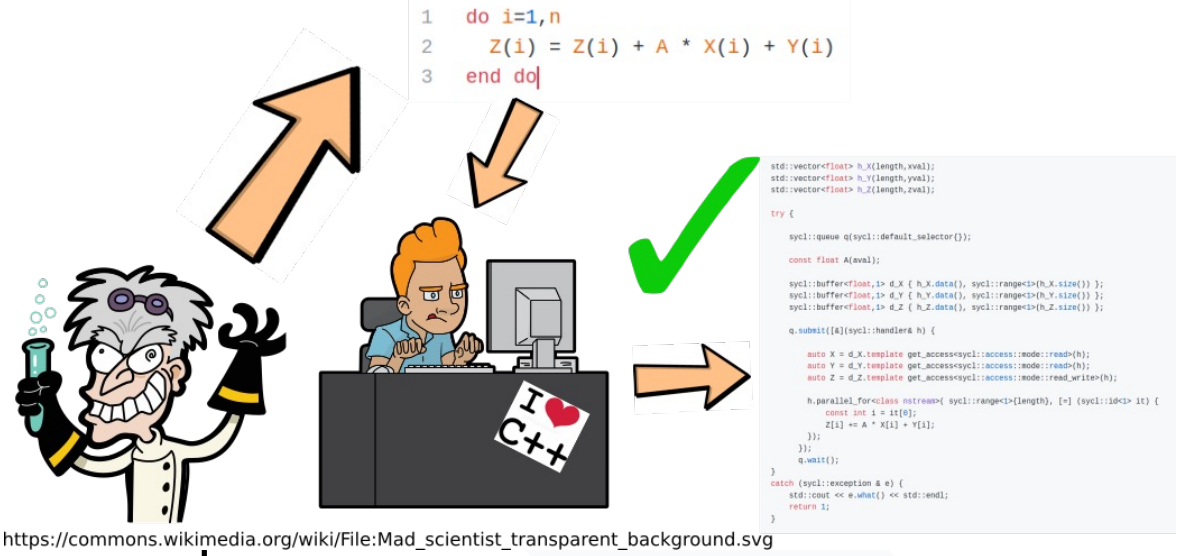 1 do i=1,n
2 Z(i) = Z(i) + A * X(i) + Y(i)
3 end do
I
C++
std::vector<float> h_X(length,xval);
std::vector<float> h_Y(length,yval);
std::vector<float> h_Z(length,zval);
try {
sycl::queue q(sycl::default_selector{});
const float A(aval);
sycl::buffer<float,1> d_X { h_X.data(), sycl::range<1>(h_X.size()) };
sycl::buffer<float,1> d_Y { h_Y.data(), sycl::range<1>(h_Y.size()) };
sycl::buffer<float,1> d_Z { h_Z.data(), sycl::range<1>(h_Z.size()) };
q.submit([&](sycl::handler& h) {
auto X = d_X.template get_access<sycl::access::mode::read>(h);
auto Y = d_Y.template get_access<sycl::access::mode::read>(h);
auto Z = d_Z.template get_access<sycl::access::mode::read_write>(h);
h.parallel_for<class nstream>( sycl::range<1>{length}, [=] (sycl::id<1> it) {
const int i = it[0];
Z[i] += A * X[i] + Y[i];
});
});
q.wait();
}
catch (sycl::exception & e) {
std::cout << e.what() << std::endl;
return 1;
}
https://commons.wikimedia.org/wiki/File:Mad_scientist_transparent_background.svg